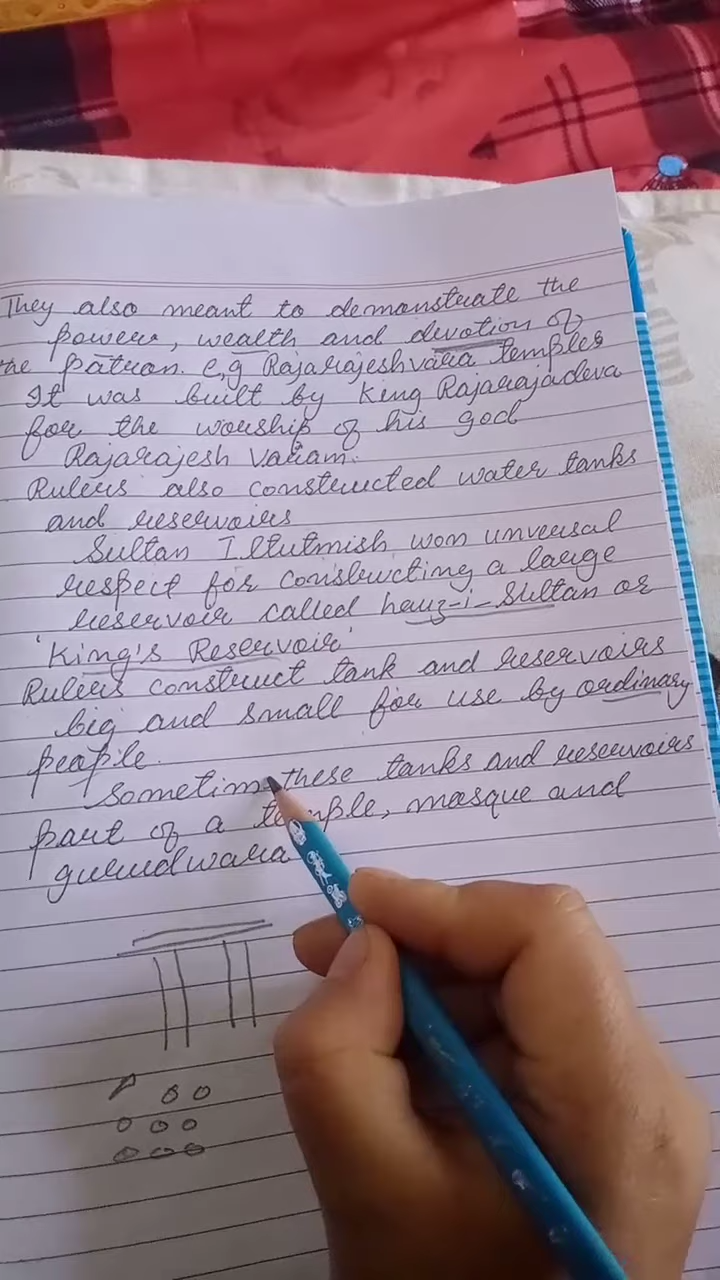 They also meant to demonstrate the
power, wealth and devotion of
the patron. e,g Rajarajeshvara temples
It was built by King Rajarajadeva
for the worship of his god
Rajarajesh Varam.
Rulers also constructed water tanks
and reservoirs
Sultan Iltutmish won unversal
respect for constucting a large
reservoir called hauz-i-Sultan or
'King's Reservoir'
Rulers construct tank and reservoirs
big and small for use by ordinary
people.
Sometim these tanks and reservoirs
part of a temple, masque and
gurudwara